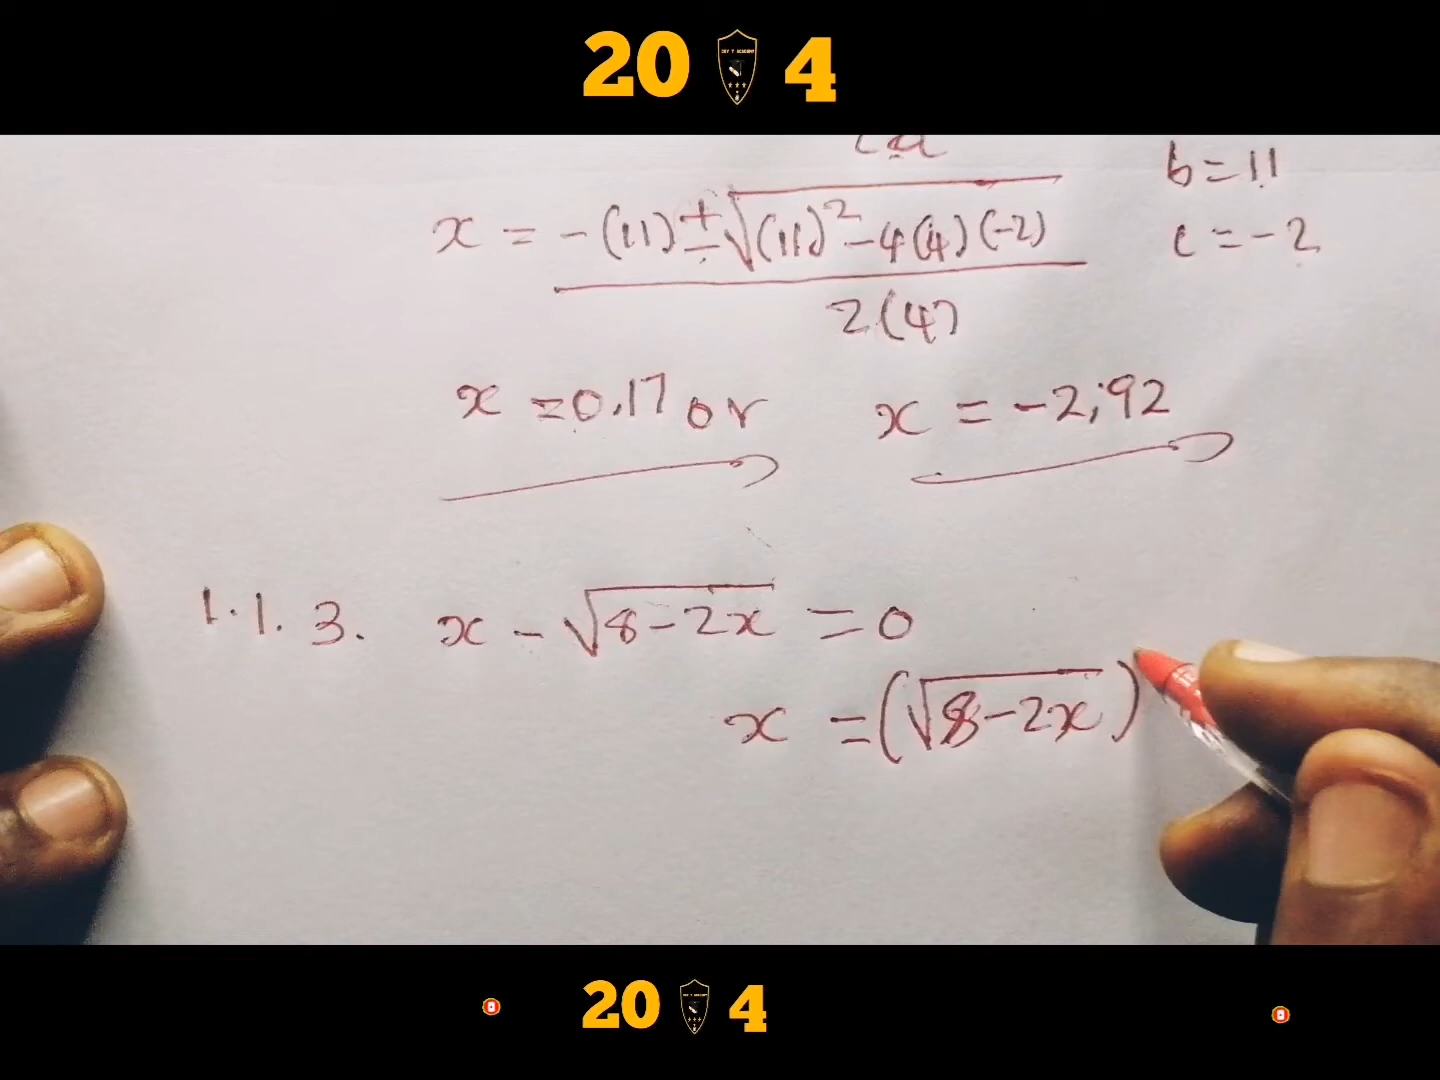 20 4
2a
b = 11
x = -(11) ± √(11)² - 4(4)(-2)
c = -2
2(4)
x = 0,17 or x = -2,92
1.1.3. x - √8-2x = 0
x = (√8-2x)
20 4